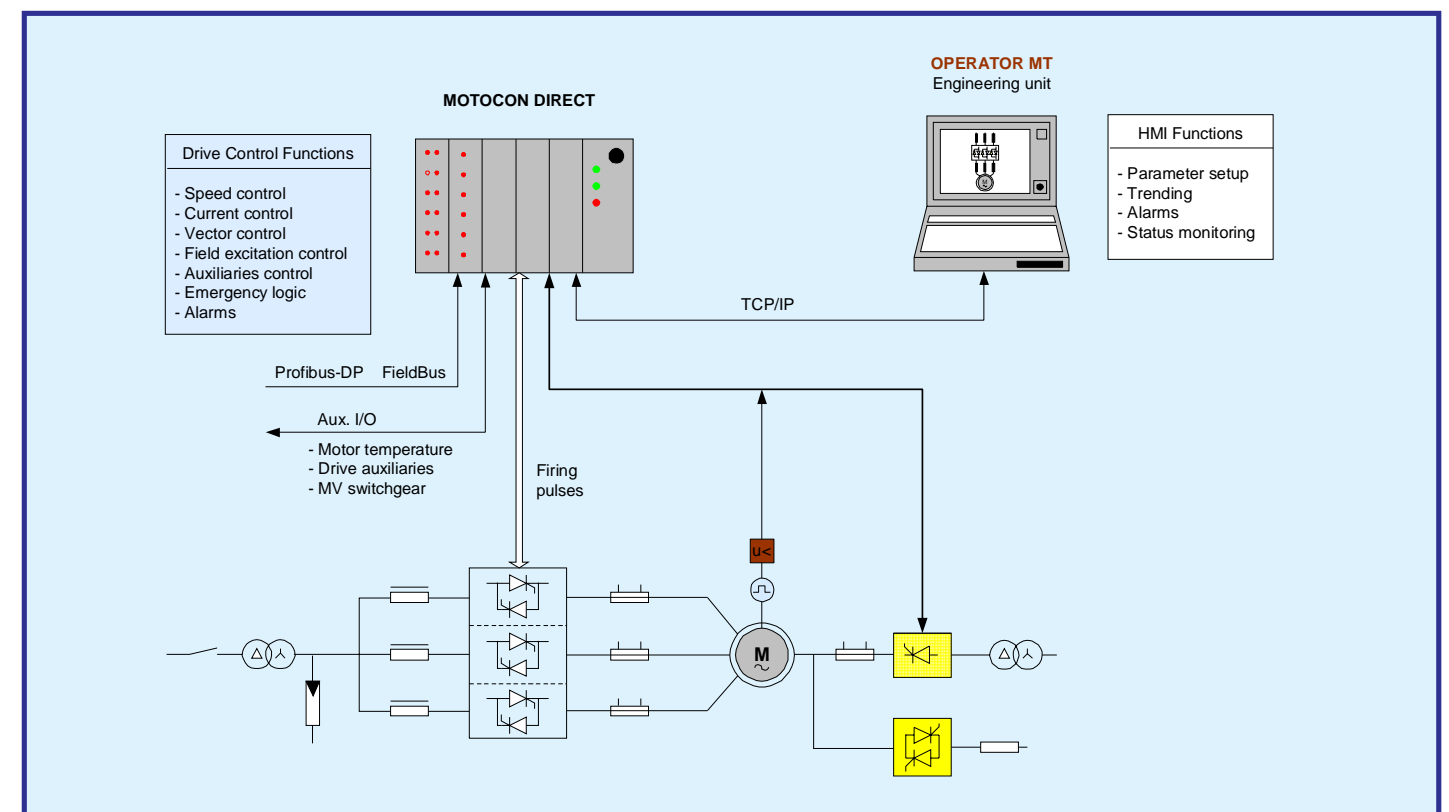 OPERATOR MT
Engineering unit
MOTOCON DIRECT
Drive Control Functions
- Speed control
- Current control
- Vector control
- Field excitation control
- Auxiliaries control
- Emergency logic
- Alarms
HMI Functions
- Parameter setup
- Trending
- Alarms
- Status monitoring
M
TCP/IP
Profibus-DP FieldBus
Aux. I/O
- Motor temperature
- Drive auxiliaries
- MV switchgear
Firing
pulses
u<
M